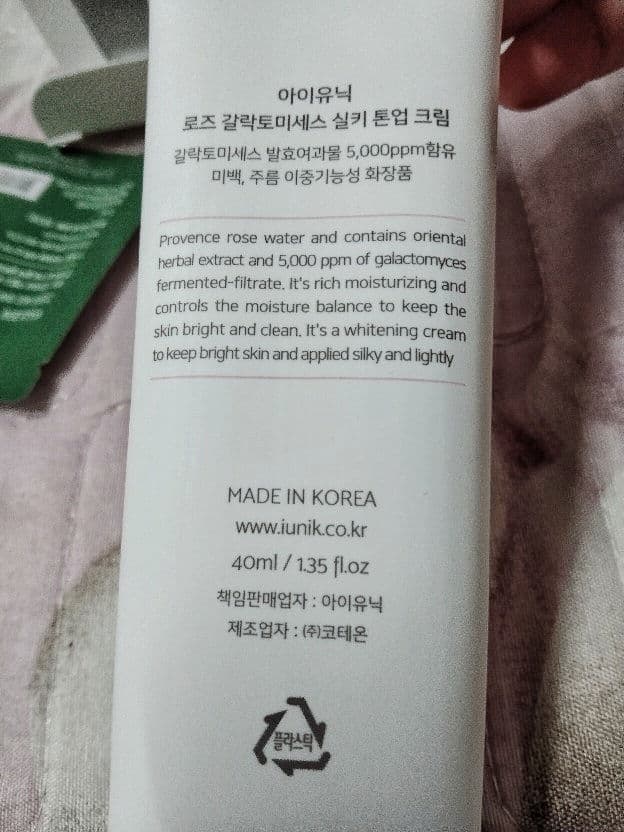 아이유닉
로즈 갈락토미세스 실키 톤업 크림
갈락토미세스 발효여과물 5,000ppm함유
미백, 주름 이중기능성 화장품
Provence rose water and contains oriental
herbal extract and 5,000 ppm of galactomyces
fermented-filtrate. It's rich moisturizing and
controls the moisture balance to keep the
skin bright and clean. It's a whitening cream
to keep bright skin and applied silky and lightly
MADE IN KOREA
www.iunik.co.kr
40ml / 1.35 fl.oz
책임판매업자 : 아이유닉
제조업자 : (주)코테온
플라스틱